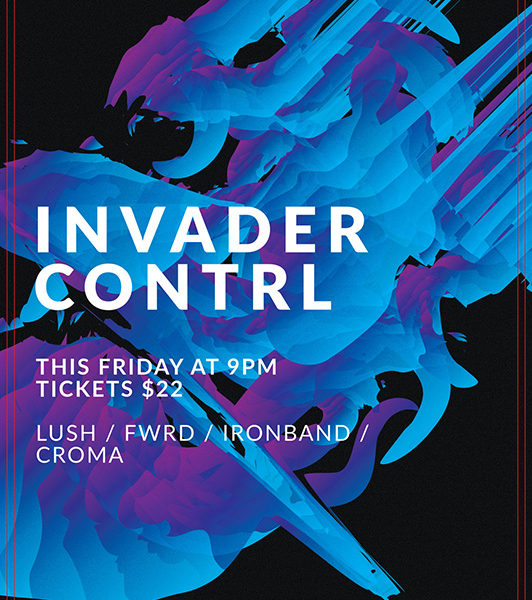 INVADER
CONTRL
THIS FRIDAY AT 9PM
TICKETS $22
LUSH / FWRD / IRONBAND /
CROMA